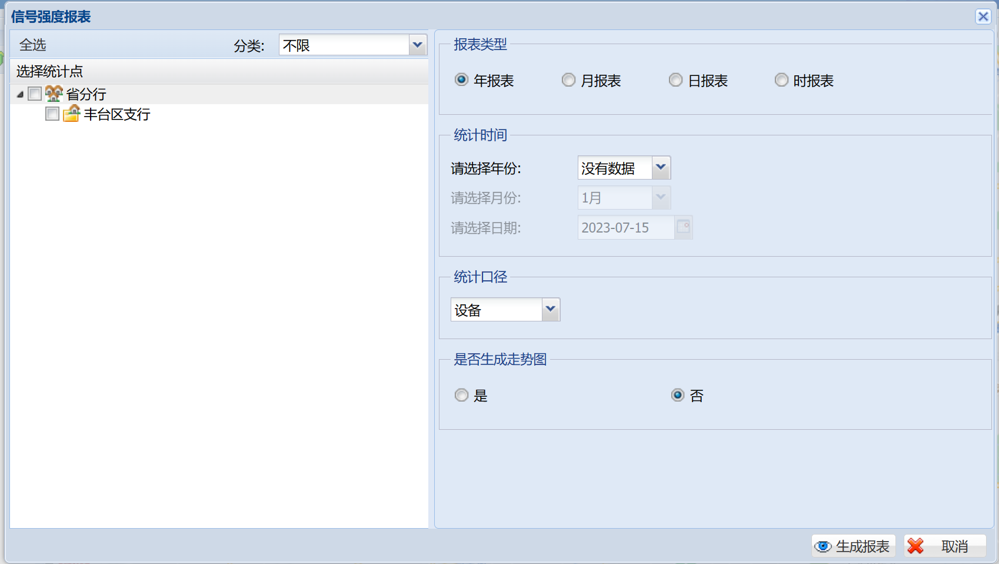 信号强度报表
全选 分类: 不限
选择统计点
省分行
丰台区支行
报表类型
年报表 月报表 日报表 时报表
统计时间
请选择年份: 没有数据
请选择月份: 1月
请选择日期: 2023-07-15
统计口径
设备
是否生成走势图
是 否
生成报表 取消